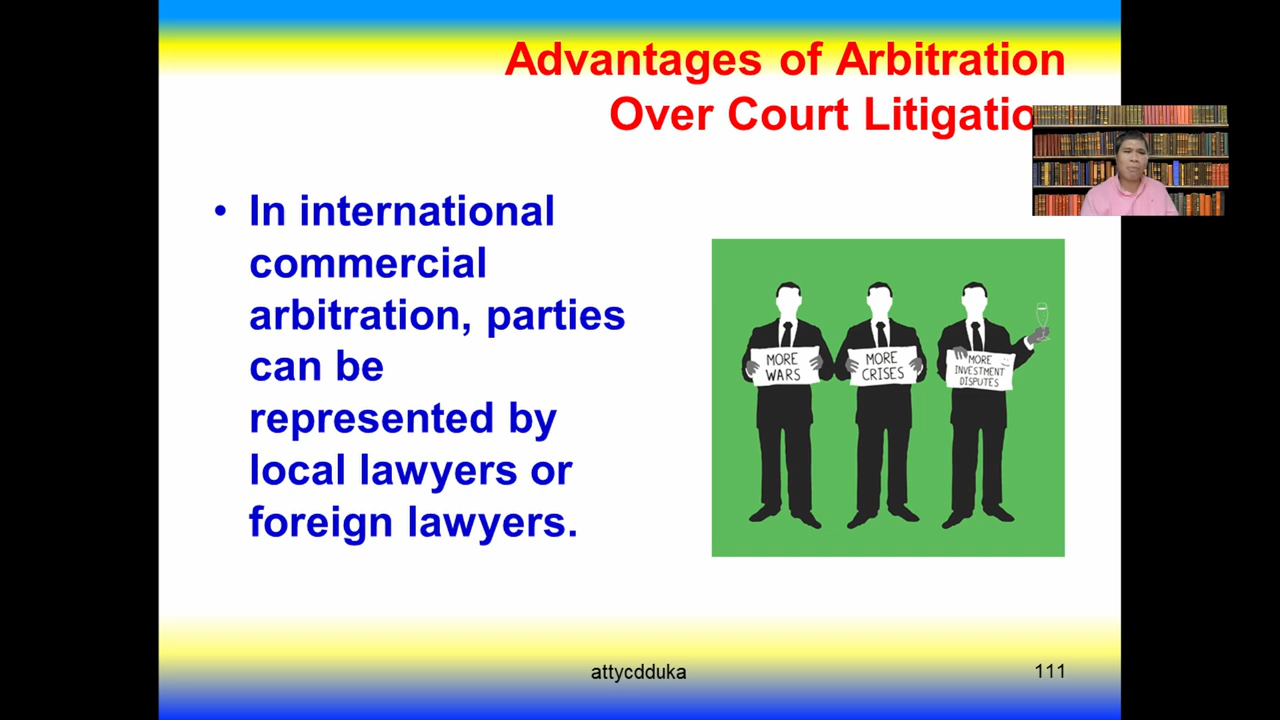 Advantages of Arbitration
Over Court Litigatio
• In international
commercial
arbitration, parties
can be
represented by
local lawyers or
foreign lawyers.
MORE
WARS
MORE
CRISES
MORE
INVESTMENT
DISPUTES
attycdduka
111